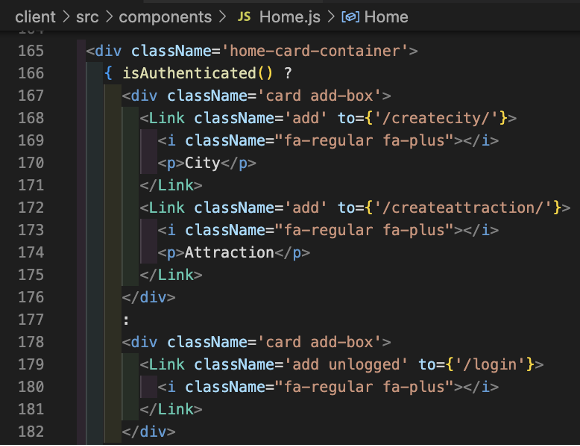 client > src > components > JS Home.js > Home
164
165 <div className='home-card-container'>
166 { isAuthenticated() ?
167 <div className='card add-box'>
168 <Link className='add' to={'/createcity/'}>
169 <i className="fa-regular fa-plus"></i>
170 <p>City</p>
171 </Link>
172 <Link className='add' to={'/createattraction/'}>
173 <i className="fa-regular fa-plus"></i>
174 <p>Attraction</p>
175 </Link>
176 </div>
177 :
178 <div className='card add-box'>
179 <Link className='add unlogged' to={'/login'}>
180 <i className="fa-regular fa-plus"></i>
181 </Link>
182 </div>